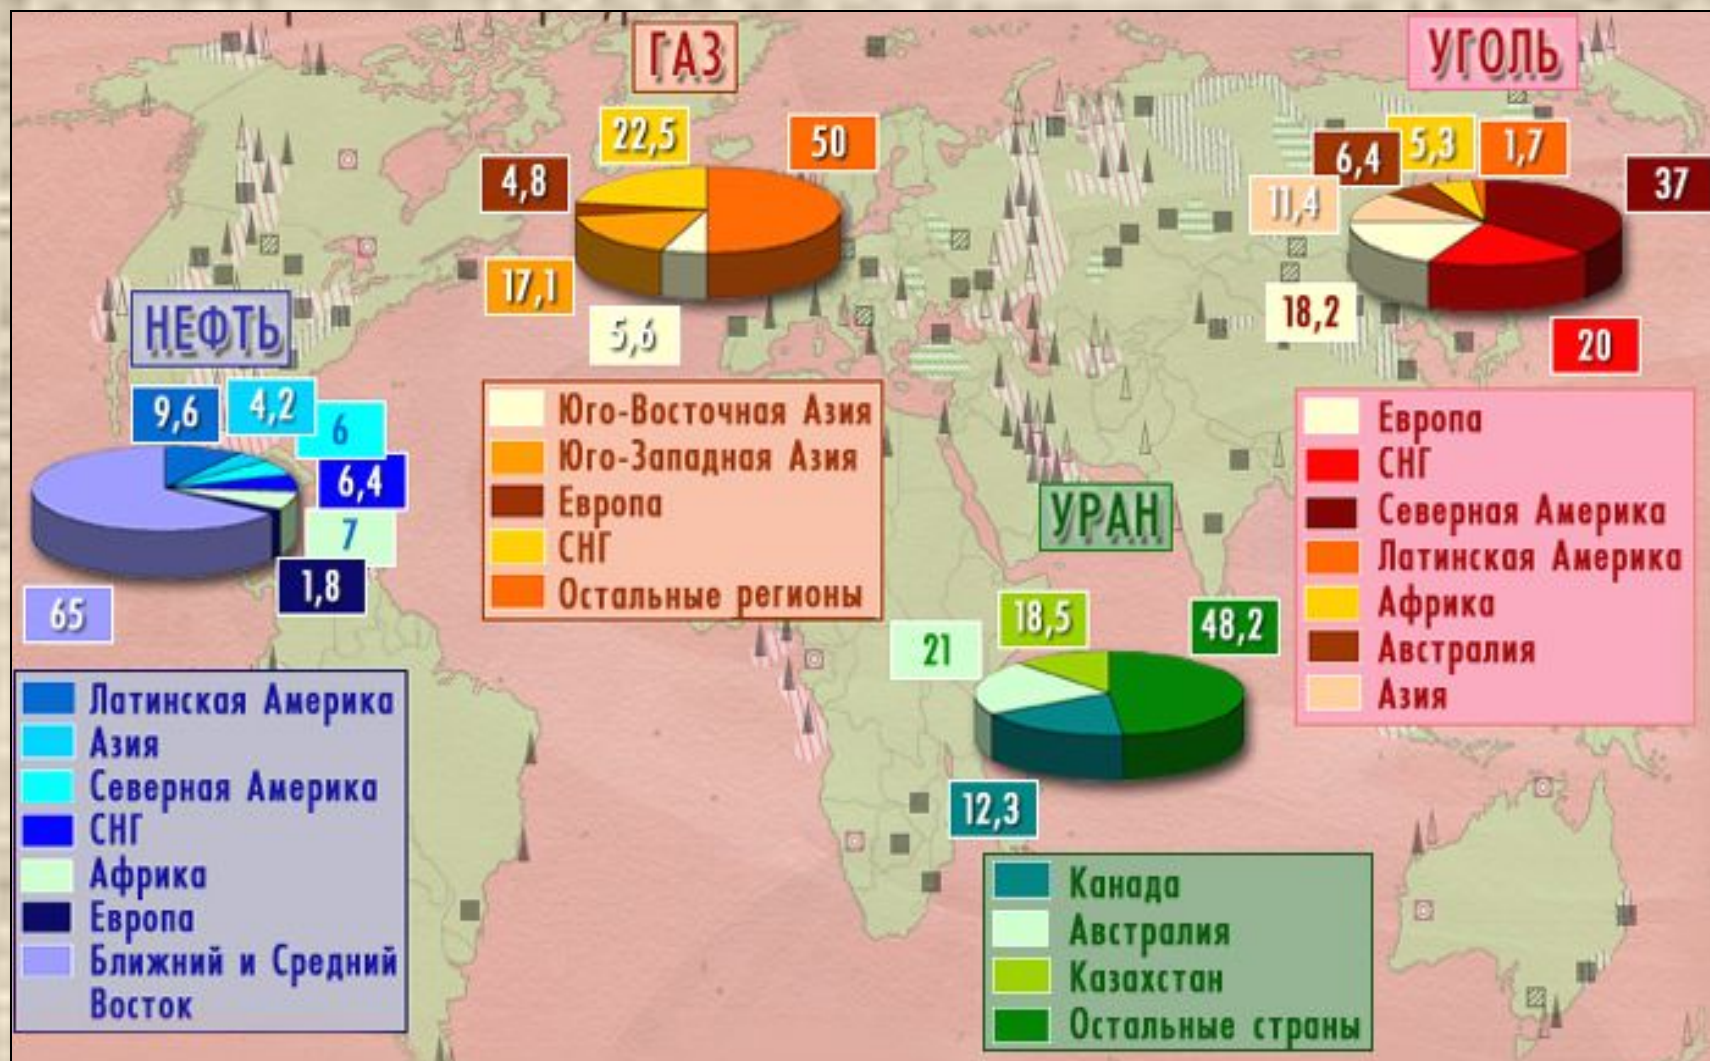 ГАЗ
22,5
50
4,8
17,1
5,6
Юго-Восточная Азия
Юго-Западная Азия
Европа
СНГ
Остальные регионы
УГОЛЬ
6,4
5,3
1,7
37
11,4
18,2
20
Европа
СНГ
Северная Америка
Латинская Америка
Африка
Австралия
Азия
НЕФТЬ
9,6
4,2
6
6,4
7
1,8
65
Латинская Америка
Азия
Северная Америка
СНГ
Африка
Европа
Ближний и Средний
Восток
УРАН
18,5
48,2
21
12,3
Канада
Австралия
Казахстан
Остальные страны